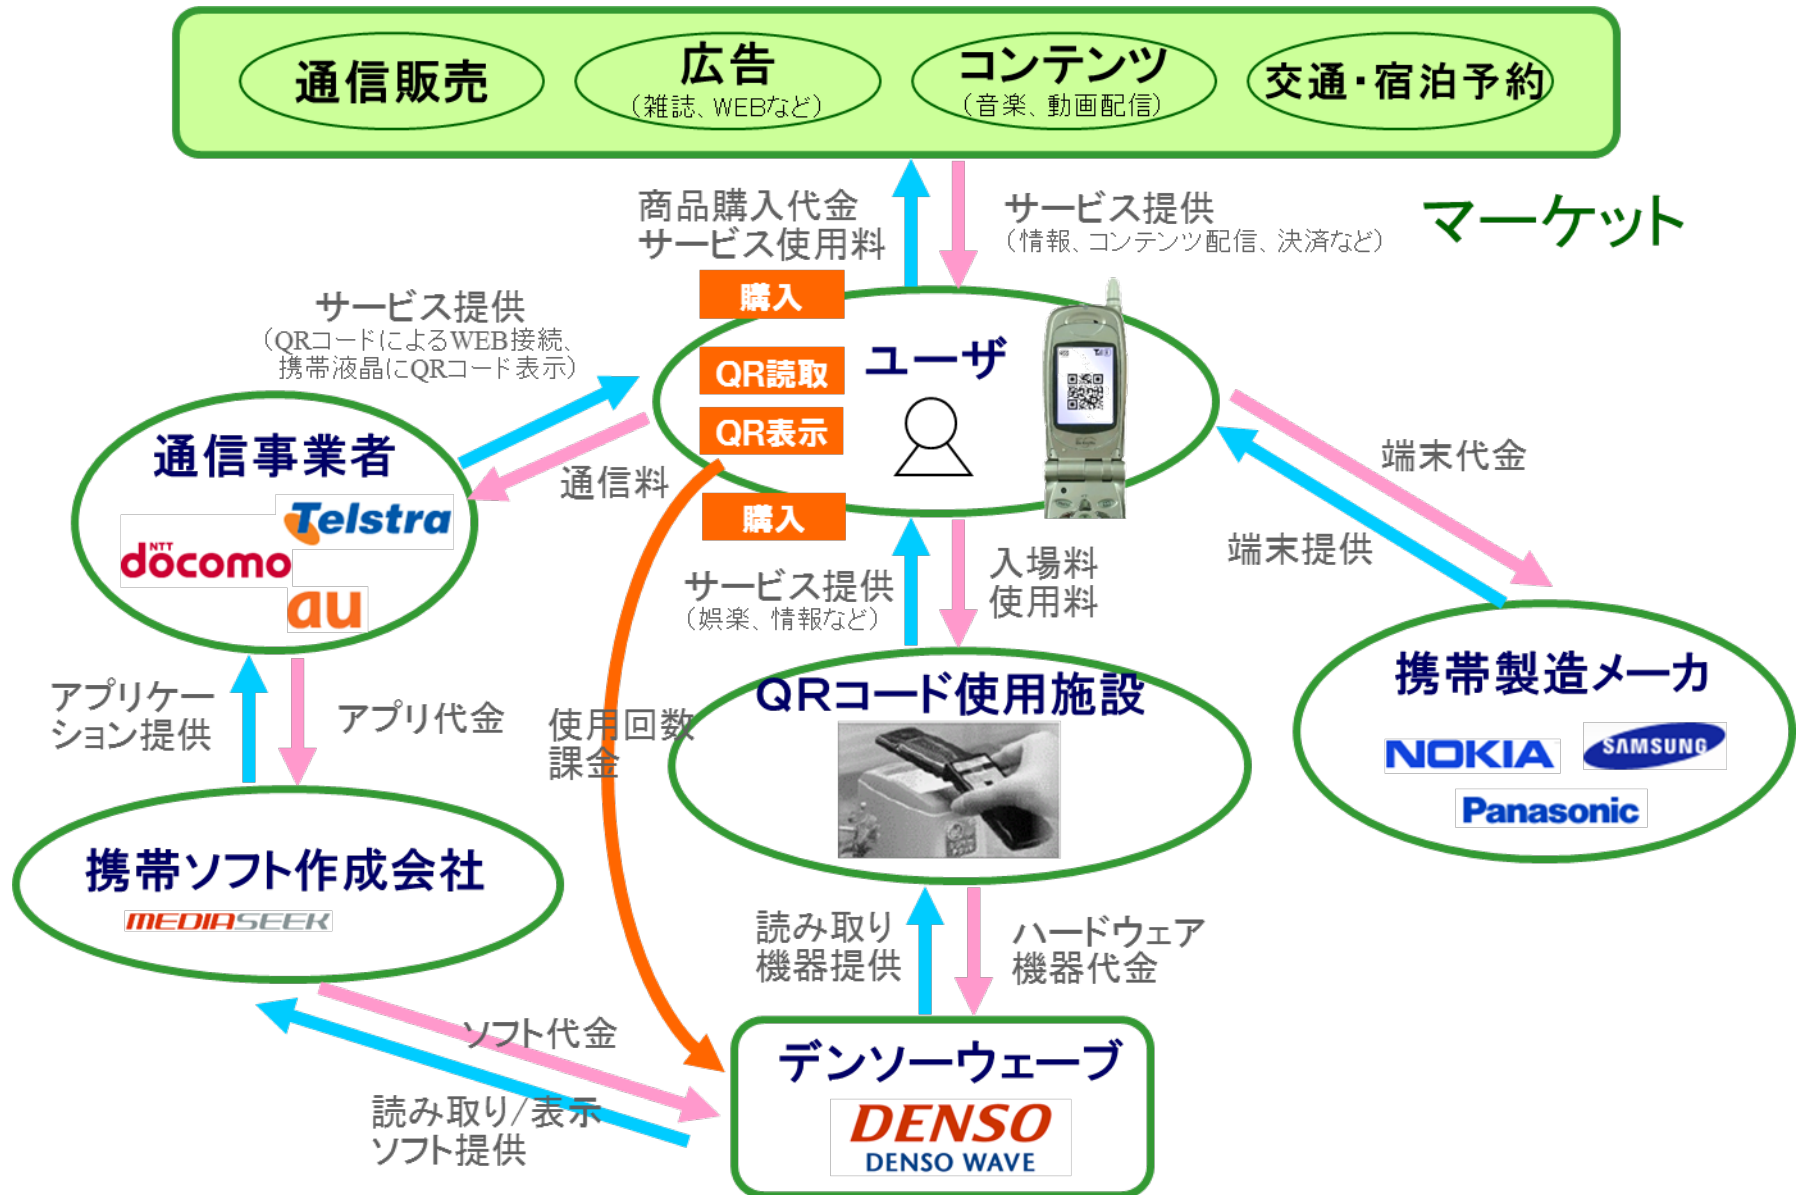 通信販売
広告
（雑誌、WEBなど）
コンテンツ
（音楽、動画配信）
交通・宿泊予約
商品購入代金
サービス使用料
サービス提供
（情報、コンテンツ配信、決済など）
マーケット
サービス提供
（QRコードによるWEB接続、
携帯液晶にQRコード表示）
購入
ユーザ
QR読取
QR表示
購入
通信事業者
Telstra
NTT
docomo
au
通信料
端末代金
端末提供
サービス提供
（娯楽、情報など）
入場料
使用料
アプリケー
ション提供
アプリ代金
使用回数
課金
QRコード使用施設
携帯製造メーカ
NOKIA
SAMSUNG
Panasonic
携帯ソフト作成会社
MEDIASEEK
読み取り
機器提供
ハードウェア
機器代金
ソフト代金
読み取り/表示
ソフト提供
デンソーウェーブ
DENSO
DENSO WAVE